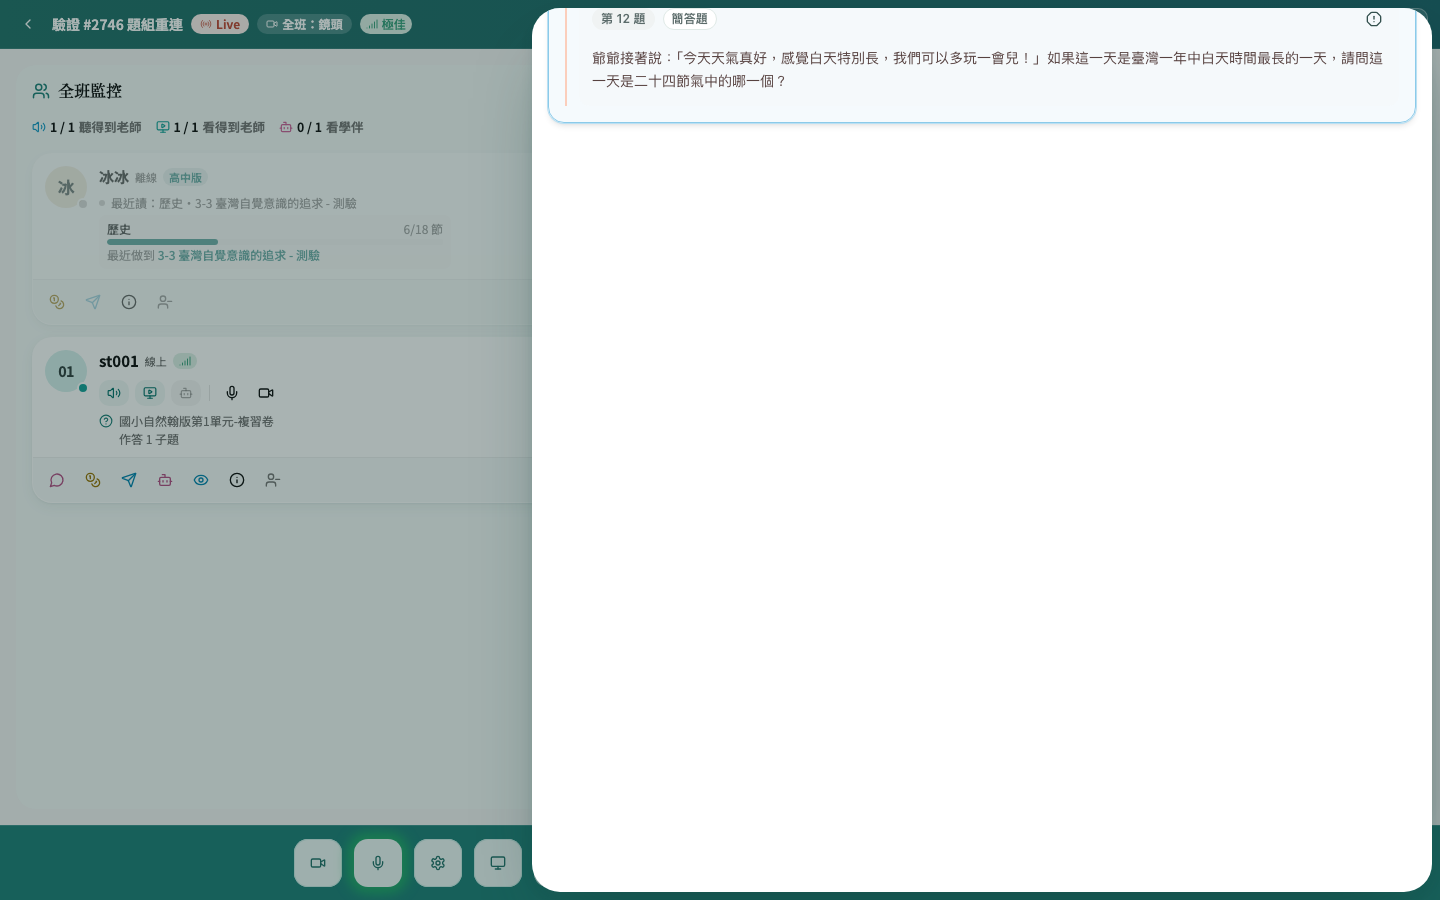 驗證 #2746 題組重連
Live
全班：鏡頭
極佳
全班監控
1 / 1 聽得到老師
1 / 1 看得到老師
0 / 1 看學伴
冰
冰冰 離線 高中版
最近讀：歷史・3-3 臺灣自覺意識的追求 - 測驗
歷史 6/18 節
最近做到 3-3 臺灣自覺意識的追求 - 測驗
01
st001 線上
國小自然翰版第1單元-複習卷
作答 1 子題
第 12 題 簡答題
爺爺接著說：「今天天氣真好，感覺白天特別長，我們可以多玩一會兒！」如果這一天是臺灣一年中白天時間最長的一天，請問這
一天是二十四節氣中的哪一個？